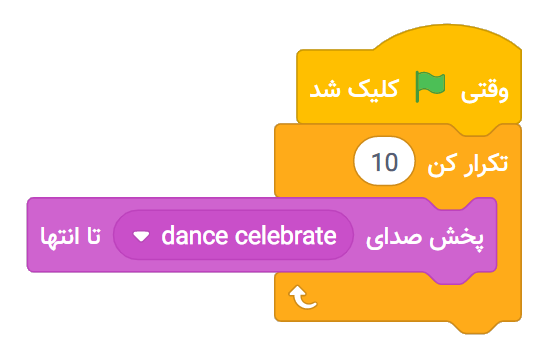 وقتی کلیک شد
تکرار کن 10
پخش صدای dance celebrate تا انتها